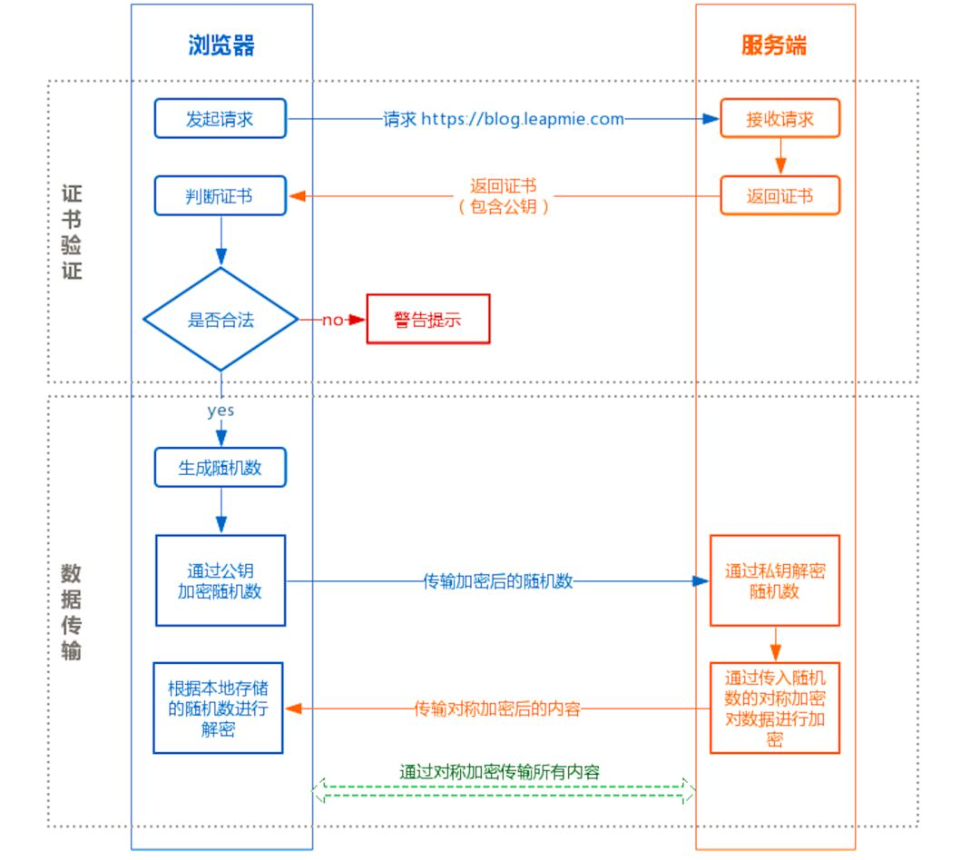 浏览器
服务端
证书验证
发起请求
请求 https://blog.leapmie.com
接收请求
判断证书
返回证书
（包含公钥）
返回证书
是否合法
no
警告提示
yes
数据传输
生成随机数
通过公钥
加密随机数
传输加密后的随机数
通过私钥解密
随机数
根据本地存储
的随机数进行
解密
传输对称加密后的内容
通过传入随机
数的对称加密
对数据进行加
密
通过对称加密传输所有内容